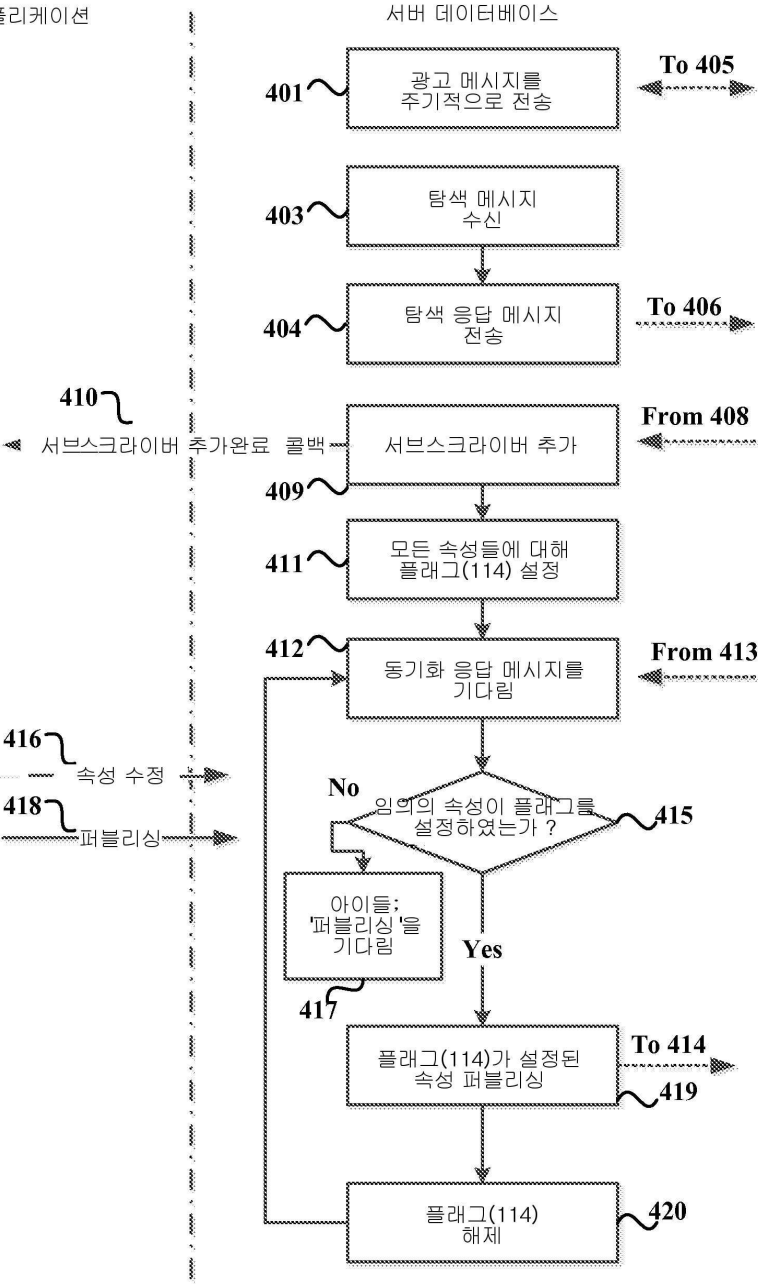 플리케이션
서버 데이터베이스
401
광고 메시지를
주기적으로 전송
To 405
403
탐색 메시지
수신
404
탐색 응답 메시지
전송
To 406
410
서브스크라이버 추가완료 콜백
서브스크라이버 추가
From 408
409
411
모든 속성들에 대해
플래그(114) 설정
412
동기화 응답 메시지를
기다림
From 413
416
속성 수정
418
퍼블리싱
No
임의의 속성이 플래그를
설정하였는가 ?
415
아이들;
'퍼블리싱'을
기다림
417
Yes
플래그(114)가 설정된
속성 퍼블리싱
To 414
419
플래그(114)
해제
420